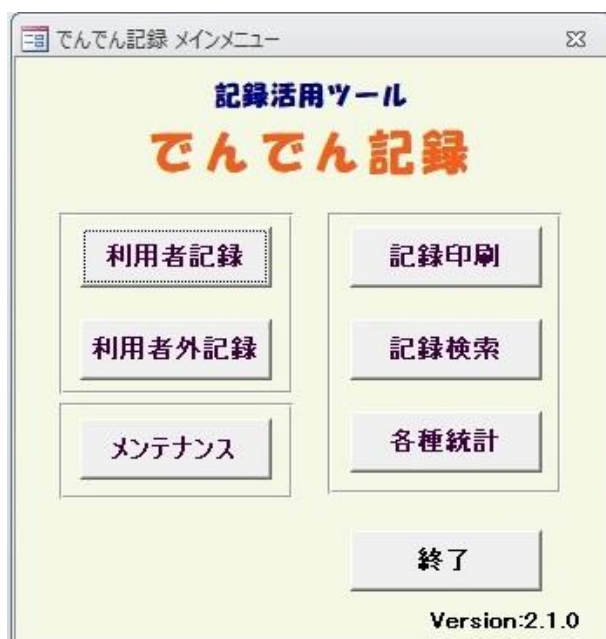 でんでん記録 メインメニュー
記録活用ツール
でんでん記録
利用者記録
利用者外記録
メンテナンス
記録印刷
記録検索
各種統計
終了
Version:2.1.0